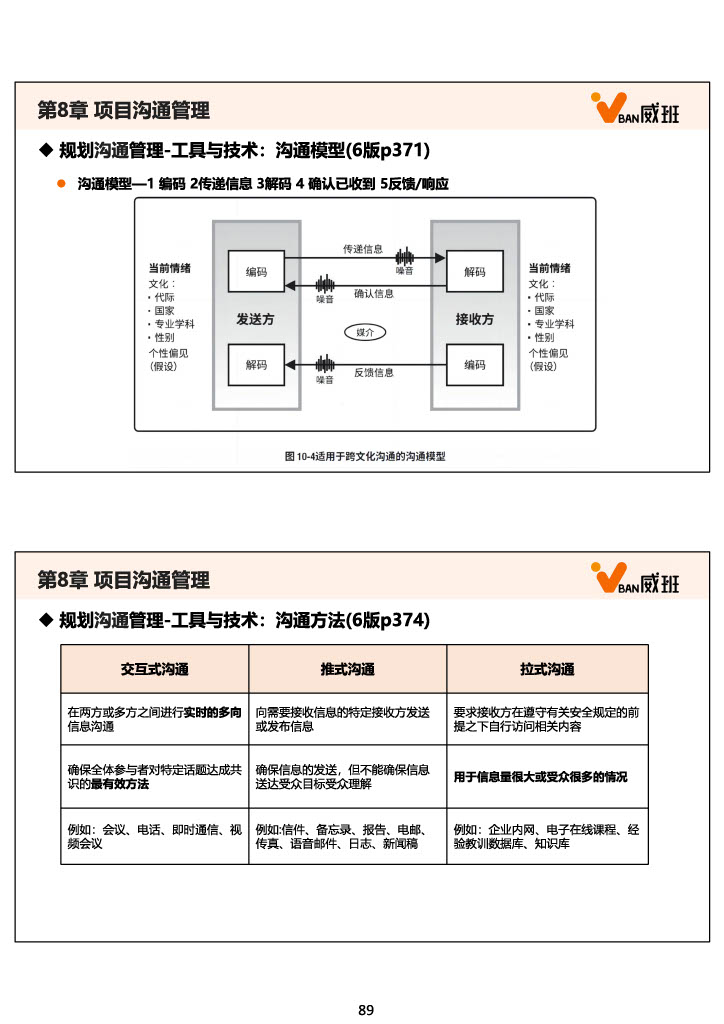 第8章 项目沟通管理
VBAN威班
◆ 规划沟通管理-工具与技术：沟通模型(6版p371)
● 沟通模型—1 编码 2传递信息 3解码 4 确认已收到 5反馈/响应
当前情绪
文化：
• 代际
• 国家
• 专业学科
• 性别
个性偏见
（假设）
编码
发送方
解码
传递信息
噪音
噪音
确认信息
媒介
噪音
反馈信息
解码
接收方
编码
当前情绪
文化：
• 代际
• 国家
• 专业学科
• 性别
个性偏见
（假设）
图 10-4适用于跨文化沟通的沟通模型
第8章 项目沟通管理
VBAN威班
◆ 规划沟通管理-工具与技术：沟通方法(6版p374)
交互式沟通 推式沟通 拉式沟通
在两方或多方之间进行实时的多向
信息沟通
向需要接收信息的特定接收方发送
或发布信息
要求接收方在遵守有关安全规定的前
提之下自行访问相关内容
确保全体参与者对特定话题达成共
识的最有效方法
确保信息的发送，但不能确保信息
送达受众目标受众理解
用于信息量很大或受众很多的情况
例如：会议、电话、即时通信、视
频会议
例如:信件、备忘录、报告、电邮、
传真、语音邮件、日志、新闻稿
例如：企业内网、电子在线课程、经
验教训数据库、知识库
89